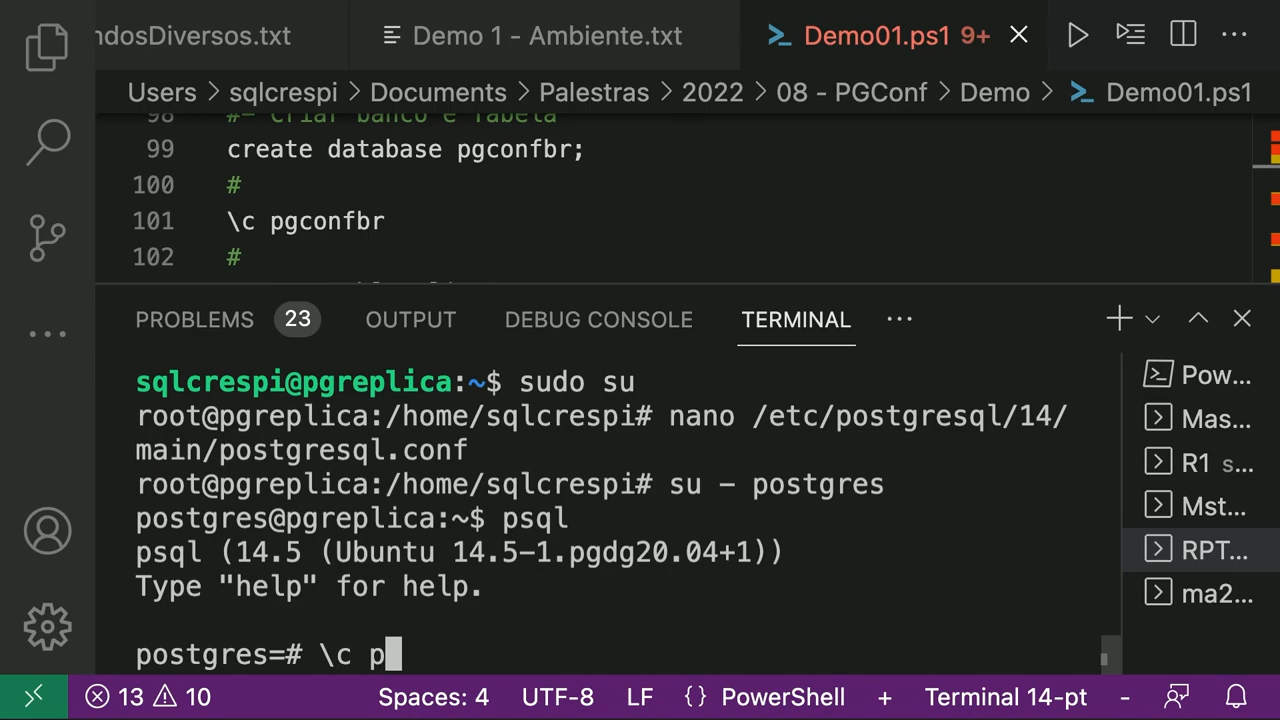 ndosDiversos.txt
Demo 1 - Ambiente.txt
Demo01.ps1 9+
Users > sqlcrespi > Documents > Palestras > 2022 > 08 - PGConf > Demo > Demo01.ps1
98 #- Criar banco e Tabela
99 create database pgconfbr;
100 #
101 \c pgconfbr
102 #
PROBLEMS 23 OUTPUT DEBUG CONSOLE TERMINAL
sqlcrespi@pgreplica:~$ sudo su
root@pgreplica:/home/sqlcrespi# nano /etc/postgresql/14/
main/postgresql.conf
root@pgreplica:/home/sqlcrespi# su - postgres
postgres@pgreplica:~$ psql
psql (14.5 (Ubuntu 14.5-1.pgdg20.04+1))
Type "help" for help.
postgres=# \c p
Pow...
Mas...
R1 s...
Mst...
RPT...
ma2...
13 10 Spaces: 4 UTF-8 LF {} PowerShell + Terminal 14-pt -